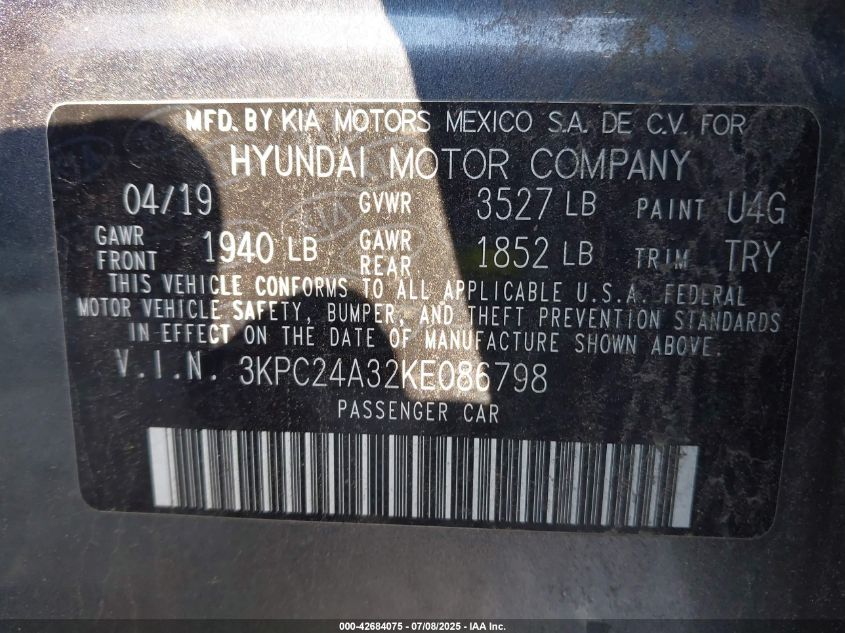 MFD. BY KIA MOTORS MEXICO S.A. DE C.V. FOR
HYUNDAI MOTOR COMPANY
04/19 GVWR 3527 LB PAINT U4G
GAWR FRONT 1940 LB GAWR REAR 1852 LB TRIM TRY
THIS VEHICLE CONFORMS TO ALL APPLICABLE U.S.A. FEDERAL
MOTOR VEHICLE SAFETY, BUMPER, AND THEFT PREVENTION STANDARDS
IN EFFECT ON THE DATE OF MANUFACTURE SHOWN ABOVE.
V.I.N. 3KPC24A32KE086798
PASSENGER CAR
000-42684075 - 07/08/2025 - IAA Inc.